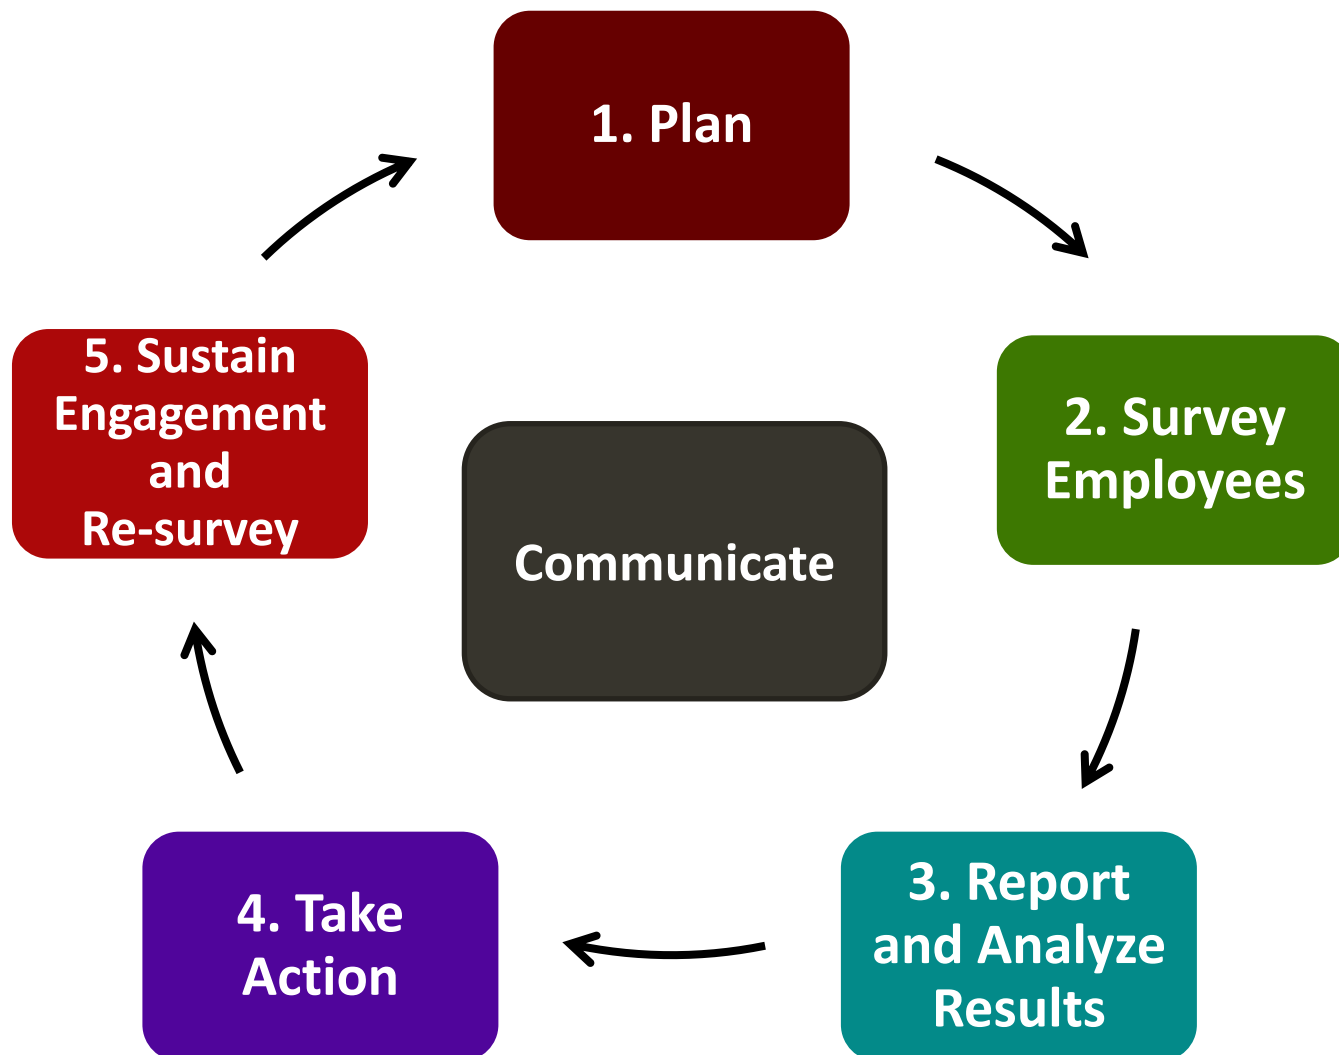 1. Plan
2. Survey
Employees
3. Report
and Analyze
Results
4. Take
Action
5. Sustain
Engagement
and
Re-survey
Communicate